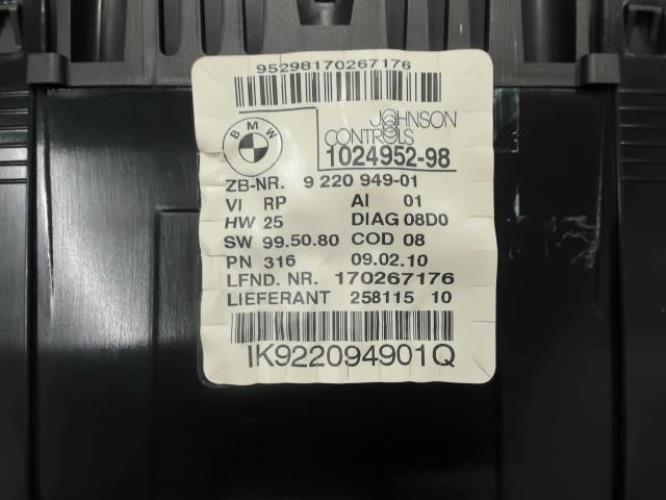 95298170267176
BMW
JOHNSON
CONTROLS
1024952-98
ZB-NR. 9 220 949-01
VI RP AI 01
HW 25 DIAG 08D0
SW 99.50.80 COD 08
PN 316 09.02.10
LFND. NR. 170267176
LIEFERANT 258115 10
IK922094901Q